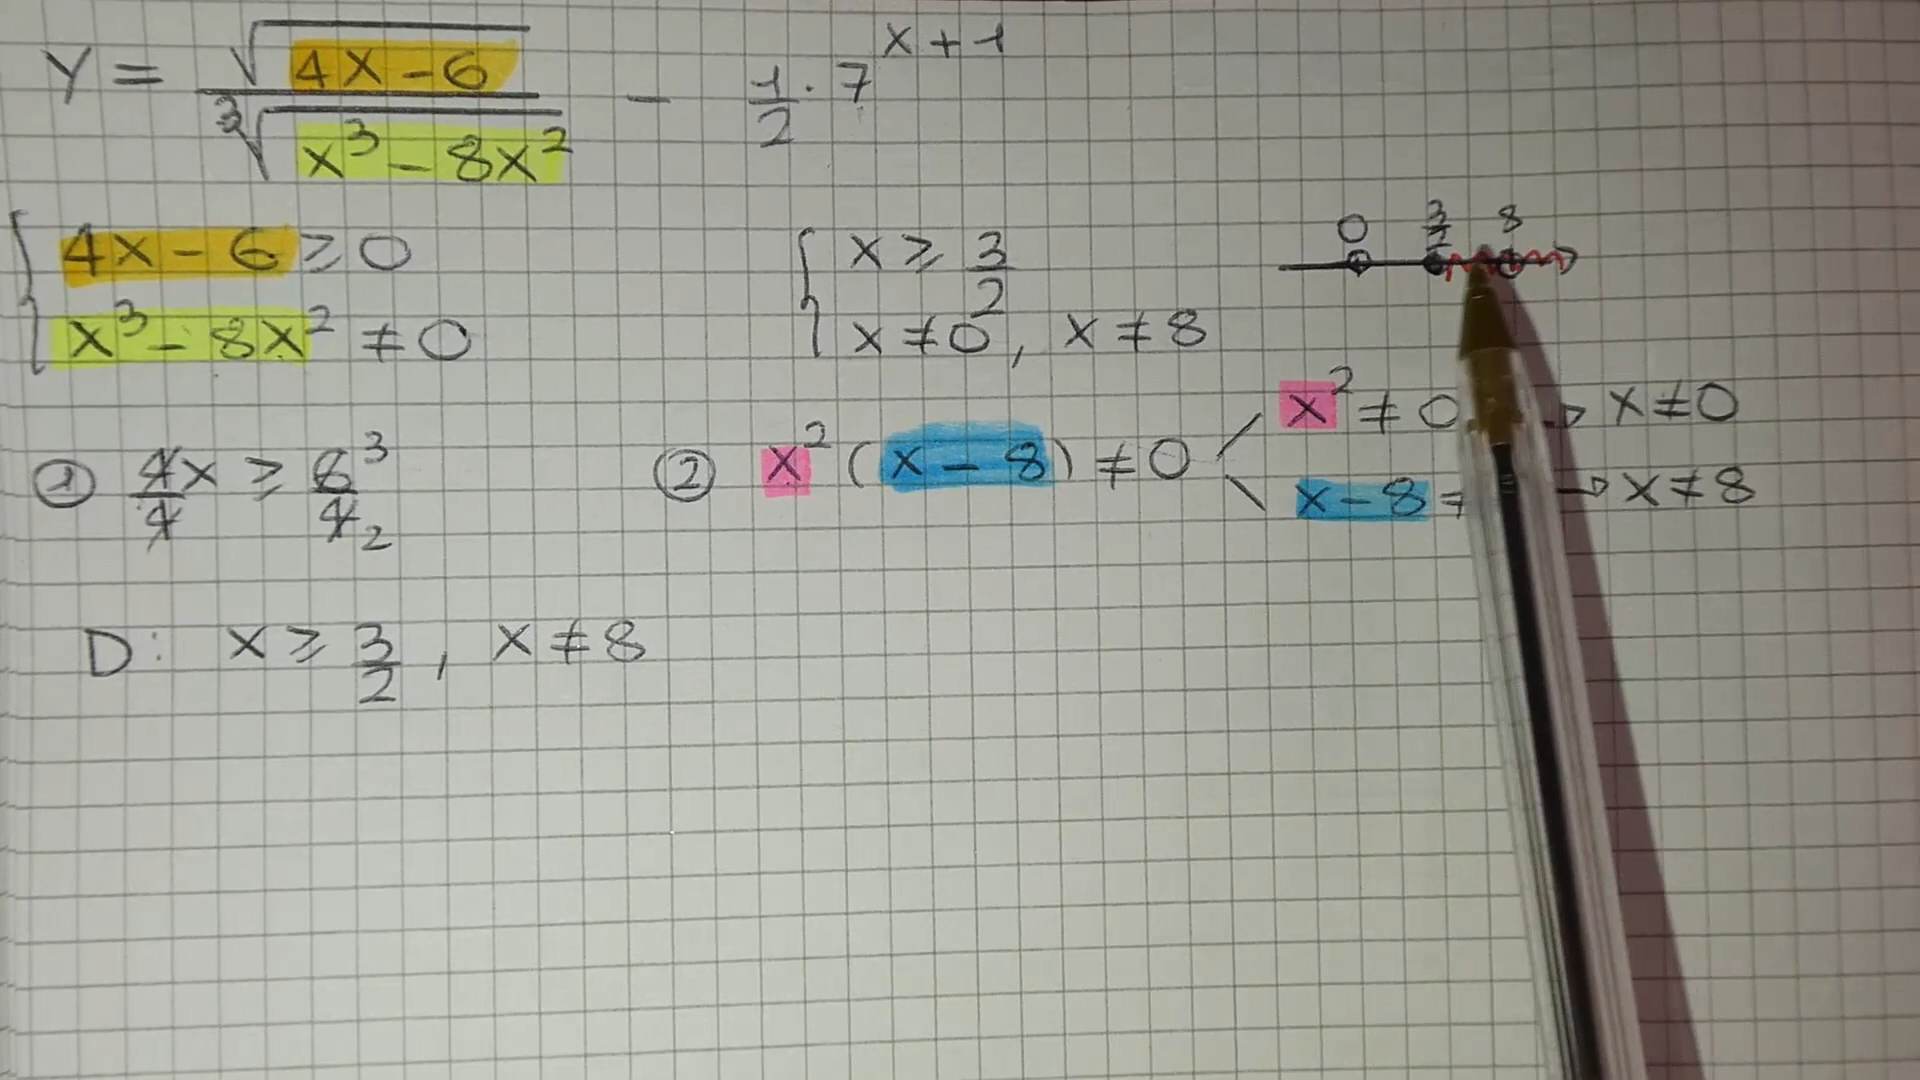 Y = √(4x-6) / ∛(x³-8x²) - 1/2 · 7^(x+1)
{ 4x-6 ≥ 0
x³-8x² ≠ 0
{ x ≥ 3/2
x ≠ 0, x ≠ 8
0 3/2 8
① 4x/4 ≥ 6/4 3 2
② x²(x-8) ≠ 0
x² ≠ 0 → x ≠ 0
x-8 ≠ → x ≠ 8
D: x ≥ 3/2, x ≠ 8